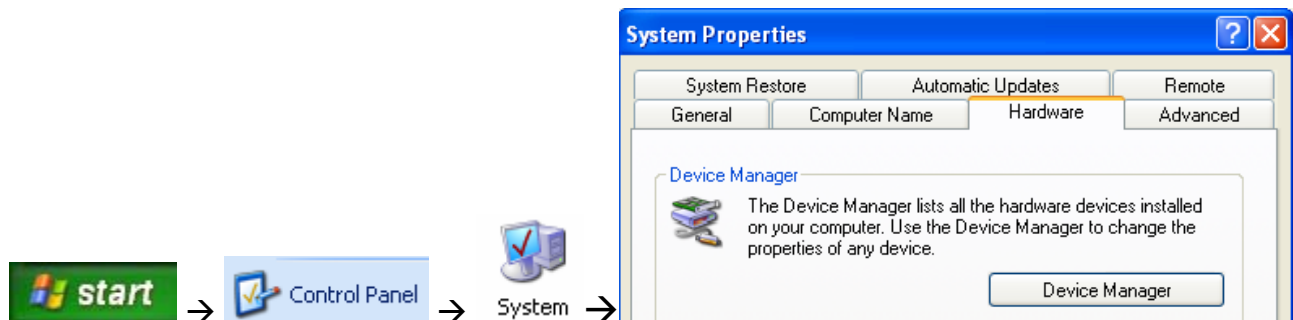 System Properties
System Restore Automatic Updates Remote
General Computer Name Hardware Advanced
Device Manager
The Device Manager lists all the hardware devices installed
on your computer. Use the Device Manager to change the
properties of any device.
Device Manager
start → Control Panel → System →